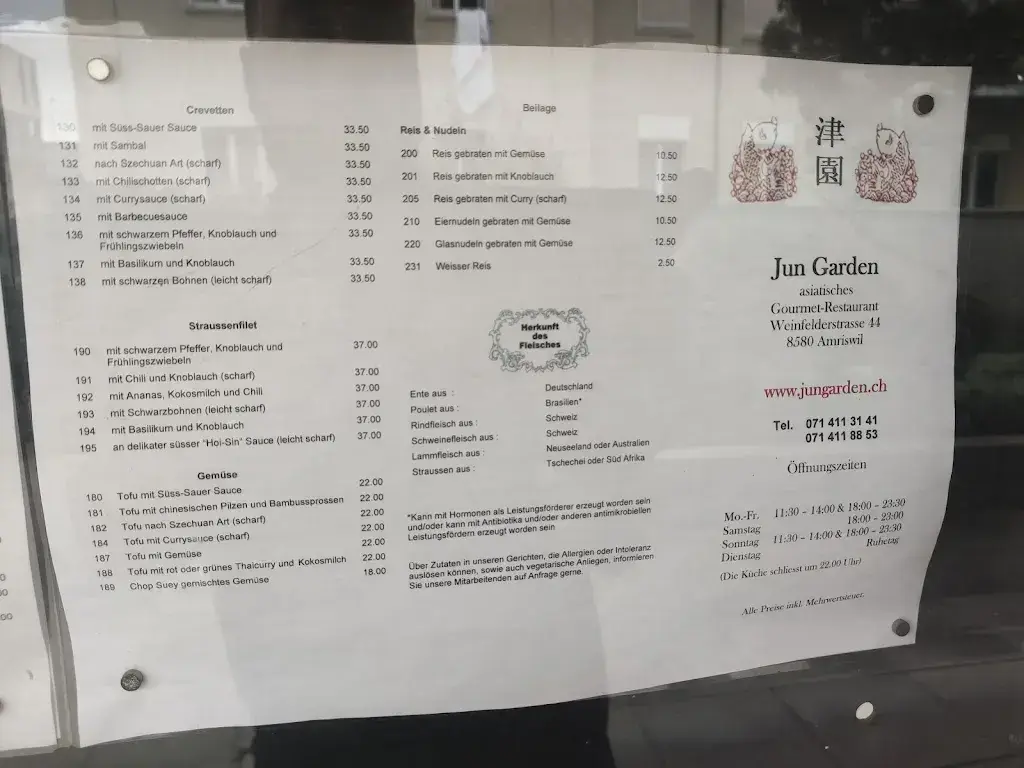 Crevetten
130 mit Süss-Sauer Sauce 33.50
131 mit Sambal 33.50
132 nach Szechuan Art (scharf) 33.50
133 mit Chilischotten (scharf) 33.50
134 mit Currysauce (scharf) 33.50
135 mit Barbecuesauce 33.50
136 mit schwarzem Pfeffer, Knoblauch und 33.50
Frühlingszwiebeln
137 mit Basilikum und Knoblauch 33.50
138 mit schwarzen Bohnen (leicht scharf) 33.50
Straussenfilet
190 mit schwarzem Pfeffer, Knoblauch und 37.00
Frühlingszwiebeln
191 mit Chili und Knoblauch (scharf) 37.00
192 mit Ananas, Kokosmilch und Chili 37.00
193 mit Schwarzbohnen (leicht scharf) 37.00
194 mit Basilikum und Knoblauch 37.00
195 an delikater süsser "Hoi-Sin" Sauce (leicht scharf) 37.00
Gemüse
180 Tofu mit Süss-Sauer Sauce 22.00
181 Tofu mit chinesischen Pilzen und Bambussprossen 22.00
182 Tofu nach Szechuan Art (scharf) 22.00
184 Tofu mit Currysauce (scharf) 22.00
187 Tofu mit Gemüse 22.00
188 Tofu mit rot oder grünes Thaicurry und Kokosmilch 22.00
189 Chop Suey gemischtes Gemüse 18.00
Beilage
Reis & Nudeln
200 Reis gebraten mit Gemüse 10.50
201 Reis gebraten mit Knoblauch 12.50
205 Reis gebraten mit Curry (scharf) 12.50
210 Eiernudeln gebraten mit Gemüse 10.50
220 Glasnudeln gebraten mit Gemüse 12.50
231 Weisser Reis 2.50
Herkunft
des
Fleisches
Ente aus : Deutschland
Poulet aus : Brasilien*
Rindfleisch aus : Schweiz
Schweinefleisch aus : Schweiz
Lammfleisch aus : Neuseeland oder Australien
Straussen aus : Tschechei oder Süd Afrika
*Kann mit Hormonen als Leistungsförderer erzeugt worden sein
und/oder kann mit Antibiotika und/oder anderen antimikrobiellen
Leistungsfördern erzeugt worden sein
Über Zutaten in unseren Gerichten, die Allergien oder Intoleranz
auslösen können, sowie auch vegetarische Anliegen, informieren
Sie unsere Mitarbeitenden auf Anfrage gerne.
津
園
Jun Garden
asiatisches
Gourmet-Restaurant
Weinfelderstrasse 44
8580 Amriswil
www.jungarden.ch
Tel. 071 411 31 41
071 411 88 53
Öffnungszeiten
Mo.-Fr. 11:30 - 14:00 & 18:00 - 23:30
Samstag 18:00 - 23:00
Sonntag 11:30 - 14:00 & 18:00 - 23:30
Dienstag Ruhetag
(Die Küche schliesst um 22.00 Uhr)
Alle Preise inkl. Mehrwertsteuer.